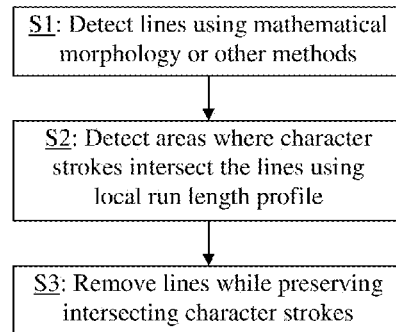 S1: Detect lines using mathematical
morphology or other methods
S2: Detect areas where character
strokes intersect the lines using
local run length profile
S3: Remove lines while preserving
intersecting character strokes